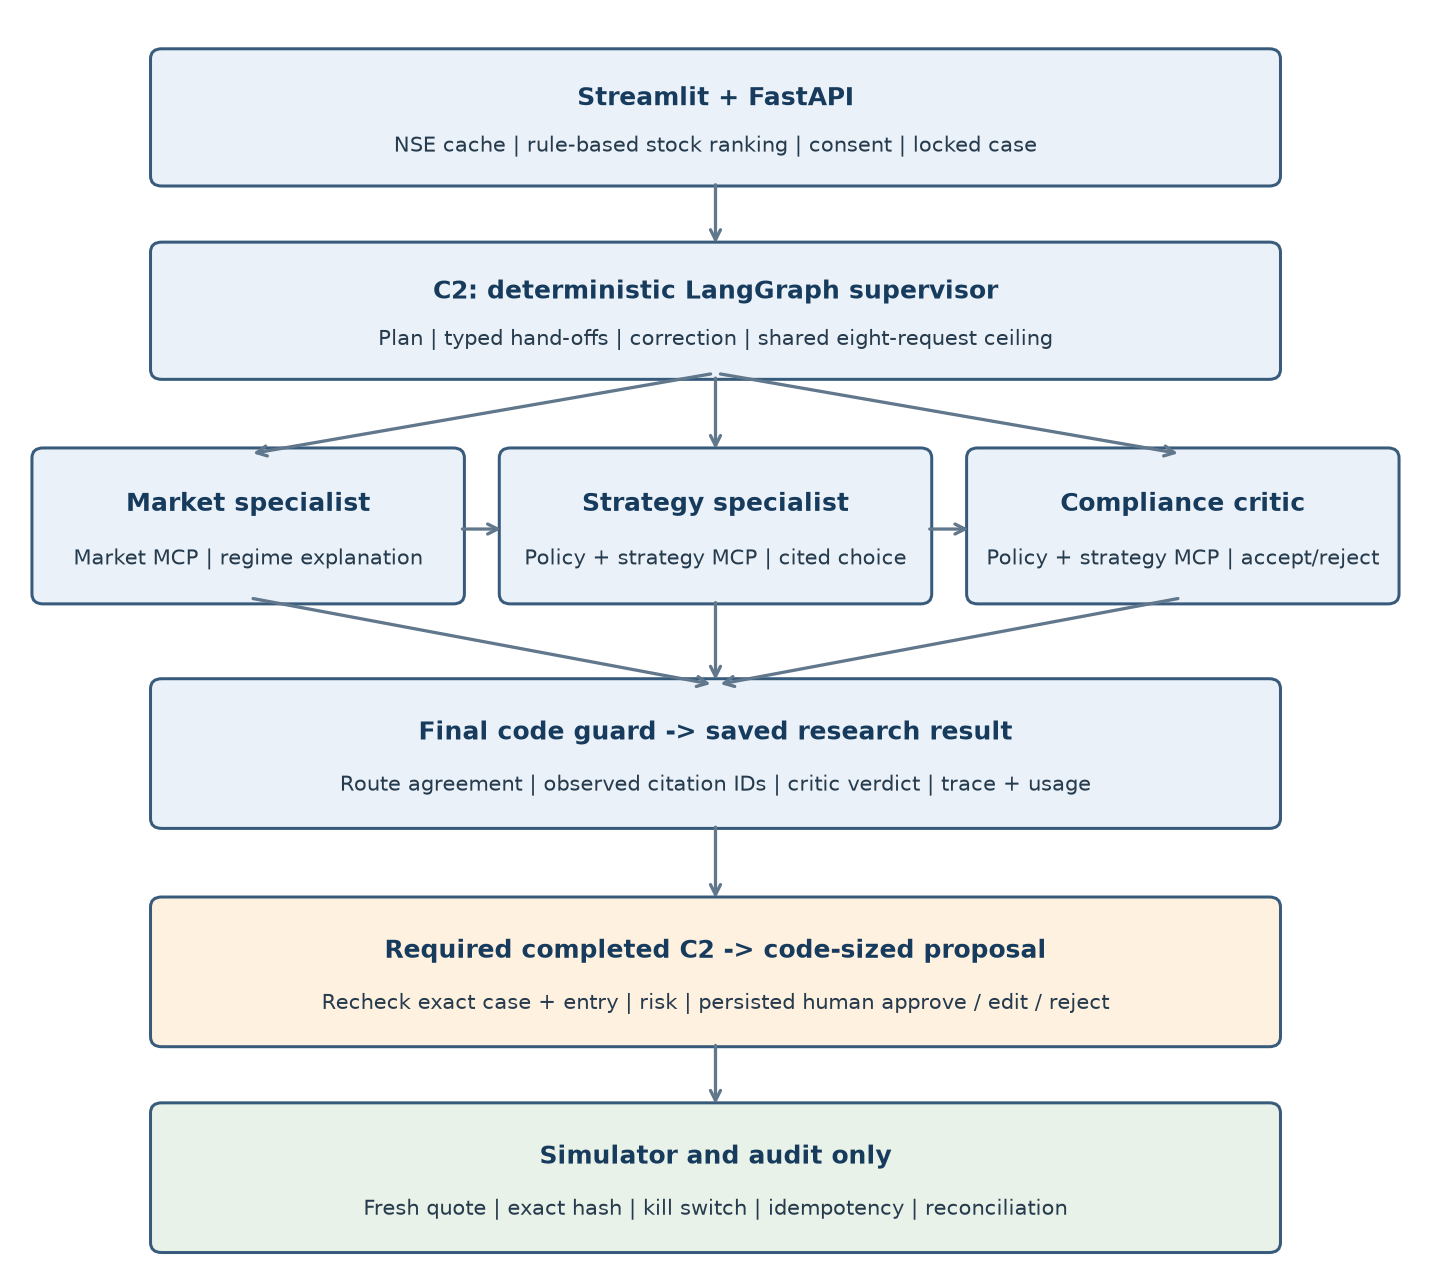 Streamlit + FastAPI
NSE cache | rule-based stock ranking | consent | locked case
C2: deterministic LangGraph supervisor
Plan | typed hand-offs | correction | shared eight-request ceiling
Market specialist
Market MCP | regime explanation
Strategy specialist
Policy + strategy MCP | cited choice
Compliance critic
Policy + strategy MCP | accept/reject
Final code guard -> saved research result
Route agreement | observed citation IDs | critic verdict | trace + usage
Required completed C2 -> code-sized proposal
Recheck exact case + entry | risk | persisted human approve / edit / reject
Simulator and audit only
Fresh quote | exact hash | kill switch | idempotency | reconciliation